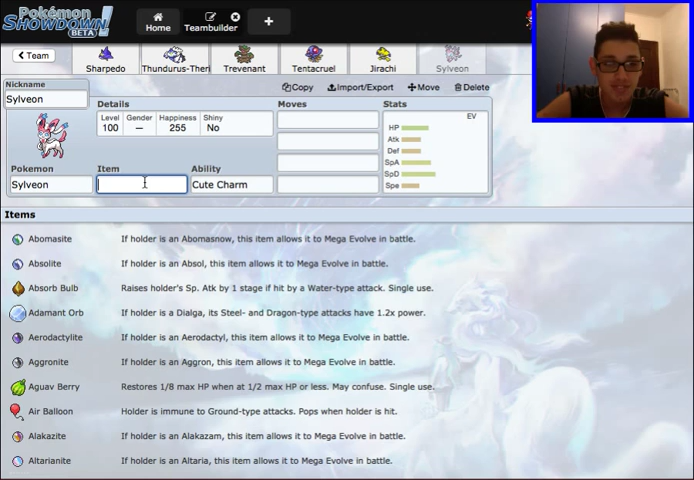 Pokémon
SHOWDOWN!
BETA!
Home
Teambuilder
+
< Team
Sharpedo
Thundurus-Theri
Trevenant
Tentacruel
Jirachi
Sylveon
Nickname
Sylveon
Copy
Import/Export
Move
Delete
Details
Moves
Stats
Level
Gender
Happiness
Shiny
100
—
255
No
EV
HP
Atk
Def
SpA
SpD
Spe
Pokemon
Item
Ability
Sylveon
Cute Charm
Items
Abomasite If holder is an Abomasnow, this item allows it to Mega Evolve in battle.
Absolite If holder is an Absol, this item allows it to Mega Evolve in battle.
Absorb Bulb Raises holder's Sp. Atk by 1 stage if hit by a Water-type attack. Single use.
Adamant Orb If holder is a Dialga, its Steel- and Dragon-type attacks have 1.2x power.
Aerodactylite If holder is an Aerodactyl, this item allows it to Mega Evolve in battle.
Aggronite If holder is an Aggron, this item allows it to Mega Evolve in battle.
Aguav Berry Restores 1/8 max HP when at 1/2 max HP or less. May confuse. Single use.
Air Balloon Holder is immune to Ground-type attacks. Pops when holder is hit.
Alakazite If holder is an Alakazam, this item allows it to Mega Evolve in battle.
Altarianite If holder is an Altaria, this item allows it to Mega Evolve in battle.